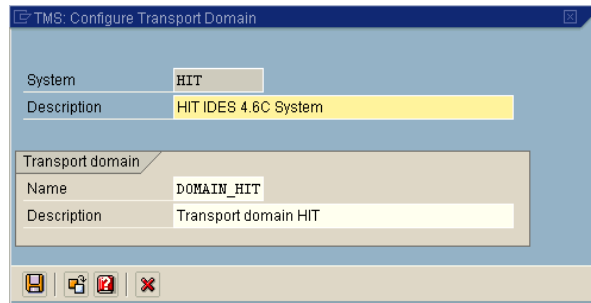 TMS: Configure Transport Domain
System HIT
Description HIT IDES 4.6C System
Transport domain
Name DOMAIN_HIT
Description Transport domain HIT